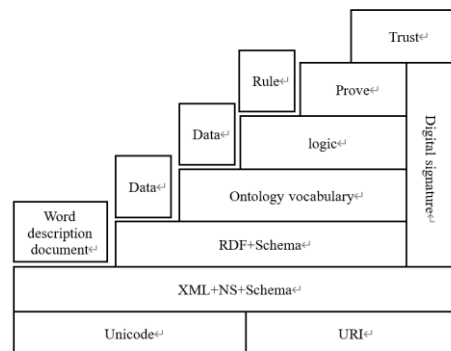 Trust↵
Rule↵
Prove↵
Data↵
logic↵
Digital signature↵
Data↵
Ontology vocabulary↵
Word
description
document↵
RDF+Schema↵
XML+NS+Schema↵
Unicode↵
URI↵